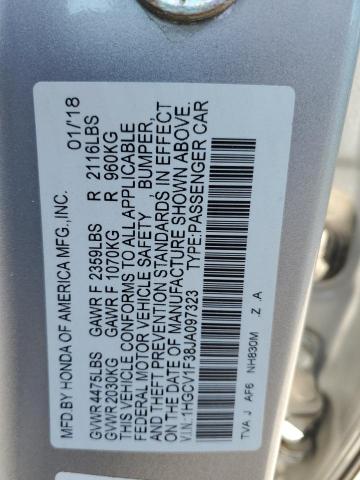 MFD.BY HONDA OF AMERICA MFG., INC. 01/'18
GVWR 4475LBS GAWR F 2359LBS R 2116LBS
GVWR 2030KG GAWR F 1070KG R 960KG
THIS VEHICLE CONFORMS TO ALL APPLICABLE
FEDERAL MOTOR VEHICLE SAFETY BUMPER,
AND THEFT PREVENTION STANDARDS IN EFFECT
ON THE DATE OF MANUFACTURE SHOWN ABOVE.
V.I.N:1HGCV1F38JA097323 TYPE:PASSENGER CAR
TVA J AF6 NH830M .Z .A